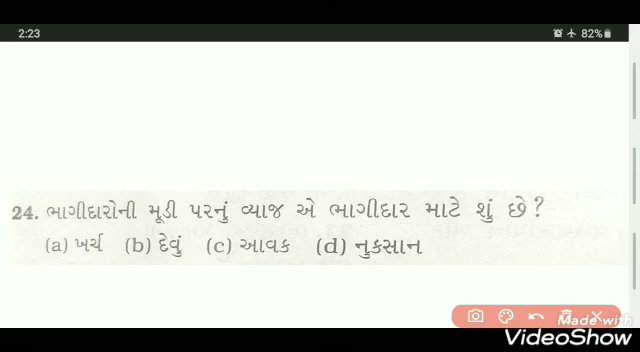 2:23
82%
24. ભાગીદારોની મૂડી પરનું વ્યાજ એ ભાગીદાર માટે શું છે?
(a) ખર્ચ (b) દેવું (c) આવક (d) નુકસાન
Made with
VideoShow